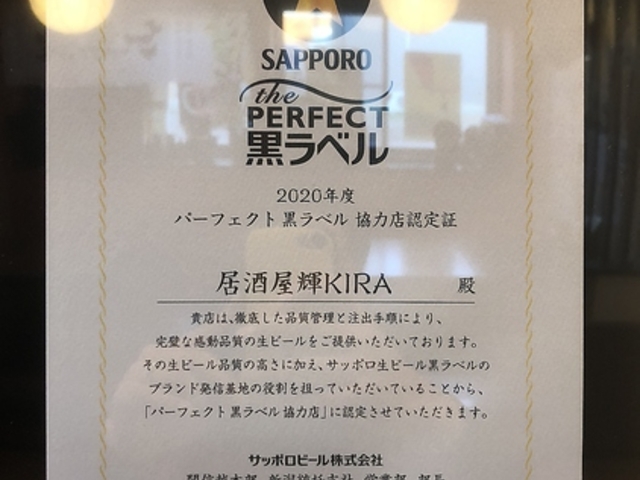 SAPPORO
the
PERFECT
黒ラベル
2020年度
パーフェクト 黒ラベル 協力店認定証
居酒屋輝KIRA 殿
貴店は、徹底した品質管理と注出手順により、
完璧な感動品質の生ビールをご提供いただいております。
その生ビール品質の高さに加え、サッポロ生ビール黒ラベルの
ブランド発信基地の役割を担っていただいていることから、
「パーフェクト 黒ラベル 協力店」に認定させていただきます。
サッポロビール株式会社